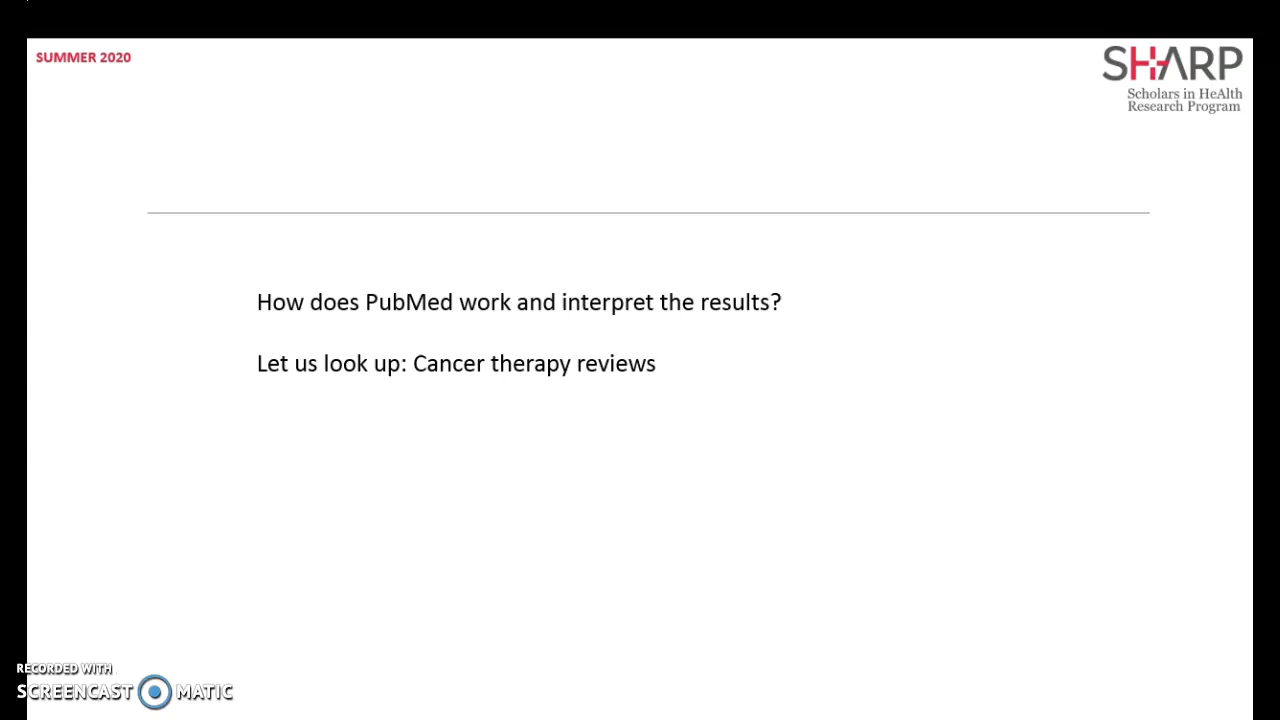 SUMMER 2020
SHARP
Scholars in HeAlth
Research Program
How does PubMed work and interpret the results?
Let us look up: Cancer therapy reviews
RECORDED WITH
SCREENCAST MATIC